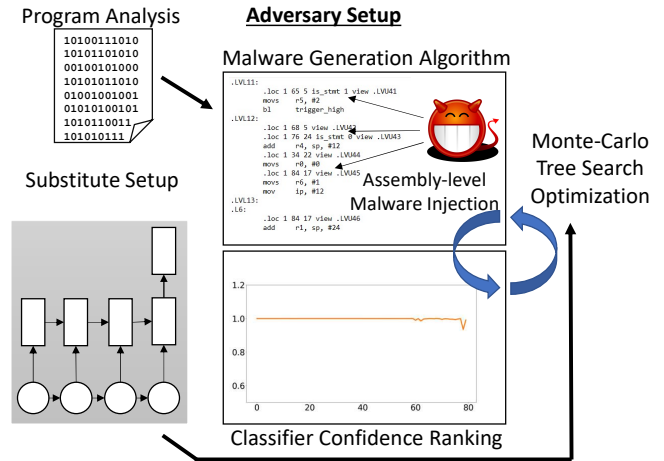 Program Analysis
Adversary Setup
10100111010
10101101010
00100101000
10101011010
01001001001
01010100101
1010110011
101010111
Malware Generation Algorithm
.LVL11:
.loc 1 65 5 is_stmt 1 view .LVU41
movs r5, #2
bl trigger_high
.LVL12:
.loc 1 68 5 view .LVU42
.loc 1 76 24 is_stmt 0 view .LVU43
add r4, sp, #12
.loc 1 34 22 view .LVU44
movs r0, #0
.loc 1 84 17 view .LVU45
movs r6, #1
mov ip, #12
.LVL13:
.L6:
.loc 1 84 17 view .LVU46
add r1, sp, #24
Assembly-level
Malware Injection
Monte-Carlo
Tree Search
Optimization
Substitute Setup
1.2
1.0
0.8
0.6
0 20 40 60 80
Classifier Confidence Ranking